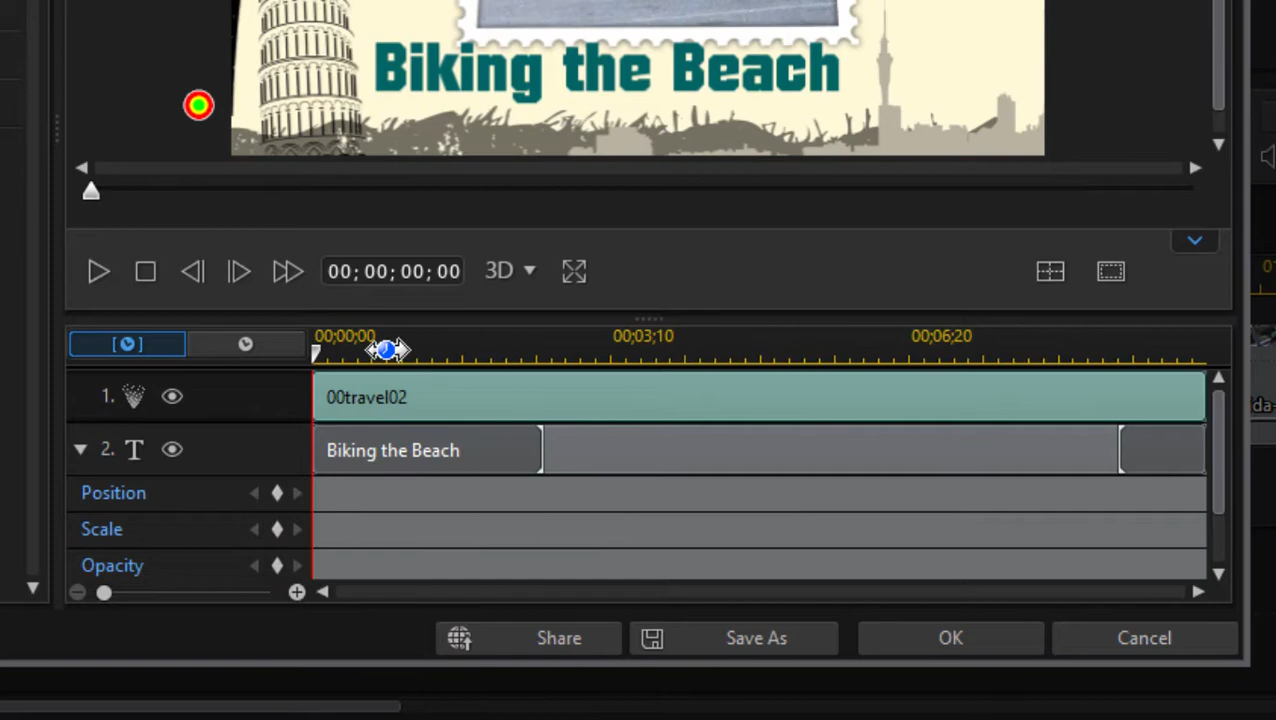 Biking the Beach
00; 00; 00; 00
3D
00;00;00
00;03;10
00;06;20
1.
00travel02
2. T
Biking the Beach
Position
Scale
Opacity
Share
Save As
OK
Cancel